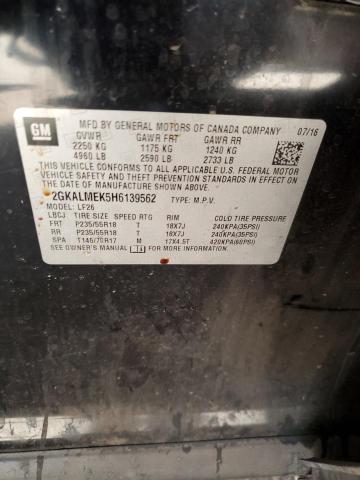 GM
MFD BY GENERAL MOTORS OF CANADA COMPANY 07/16
GVWR GAWR FRT GAWR RR
2250 KG 1175 KG 1240 KG
4960 LB 2590 LB 2733 LB
THIS VEHICLE CONFORMS TO ALL APPLICABLE U.S. FEDERAL MOTOR
VEHICLE SAFETY AND THEFT PREVENTION STANDARDS IN EFFECT ON
THE DATE OF MANUFACTURE SHOWN ABOVE.
2GKALMEK5H6139562 TYPE: M.P.V.
MODEL: LF26
LBCJ TIRE SIZE SPEED RTG RIM COLD TIRE PRESSURE
FRT P235/55R18 T 18X7J 240KPA(35PSI)
RR P235/55R18 T 18X7J 240KPA(35PSI)
SPA T145/70R17 M 17X4.5T 420KPA(60PSI)
SEE OWNER'S MANUAL FOR MORE INFORMATION.